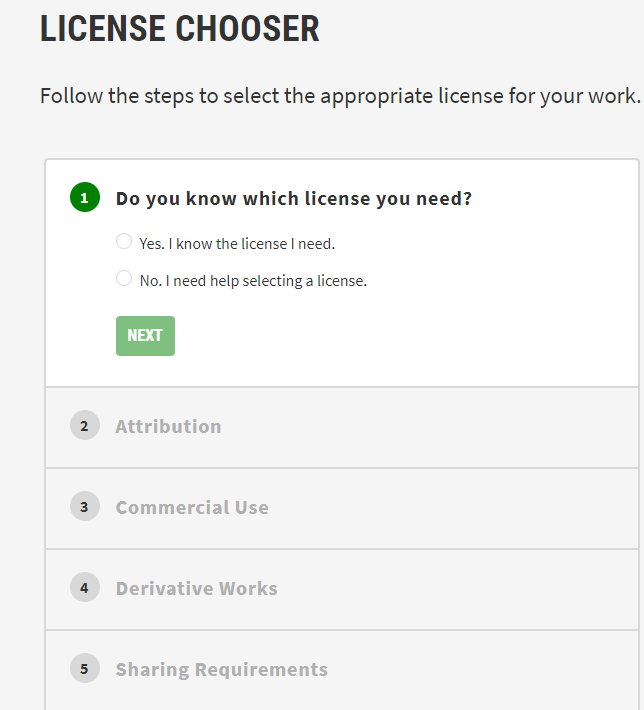 LICENSE CHOOSER
Follow the steps to select the appropriate license for your work.
1 Do you know which license you need?
Yes. I know the license I need.
No. I need help selecting a license.
NEXT
2 Attribution
3 Commercial Use
4 Derivative Works
5 Sharing Requirements